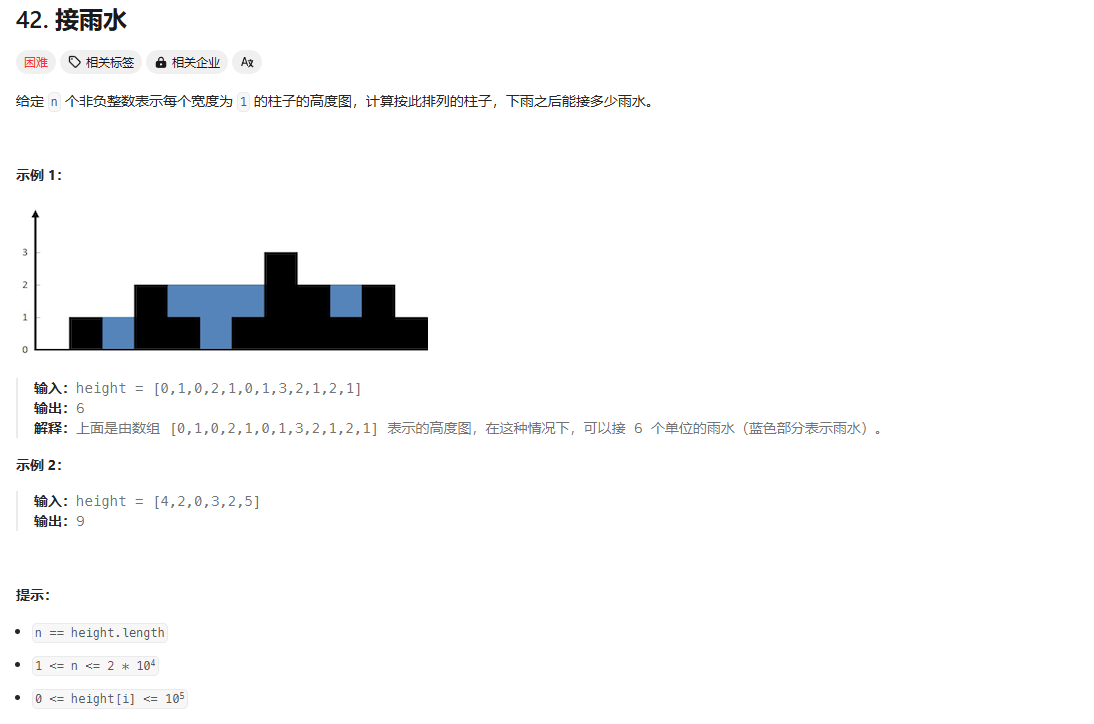 42. 接雨水
困难 相关标签 相关企业 Aあ
给定 n 个非负整数表示每个宽度为 1 的柱子的高度图，计算按此排列的柱子，下雨之后能接多少雨水。
示例 1：
3
2
1
0
输入：height = [0,1,0,2,1,0,1,3,2,1,2,1]
输出：6
解释：上面是由数组 [0,1,0,2,1,0,1,3,2,1,2,1] 表示的高度图，在这种情况下，可以接 6 个单位的雨水（蓝色部分表示雨水）。
示例 2：
输入：height = [4,2,0,3,2,5]
输出：9
提示：
n == height.length
1 <= n <= 2 * 10⁴
0 <= height[i] <= 10⁵